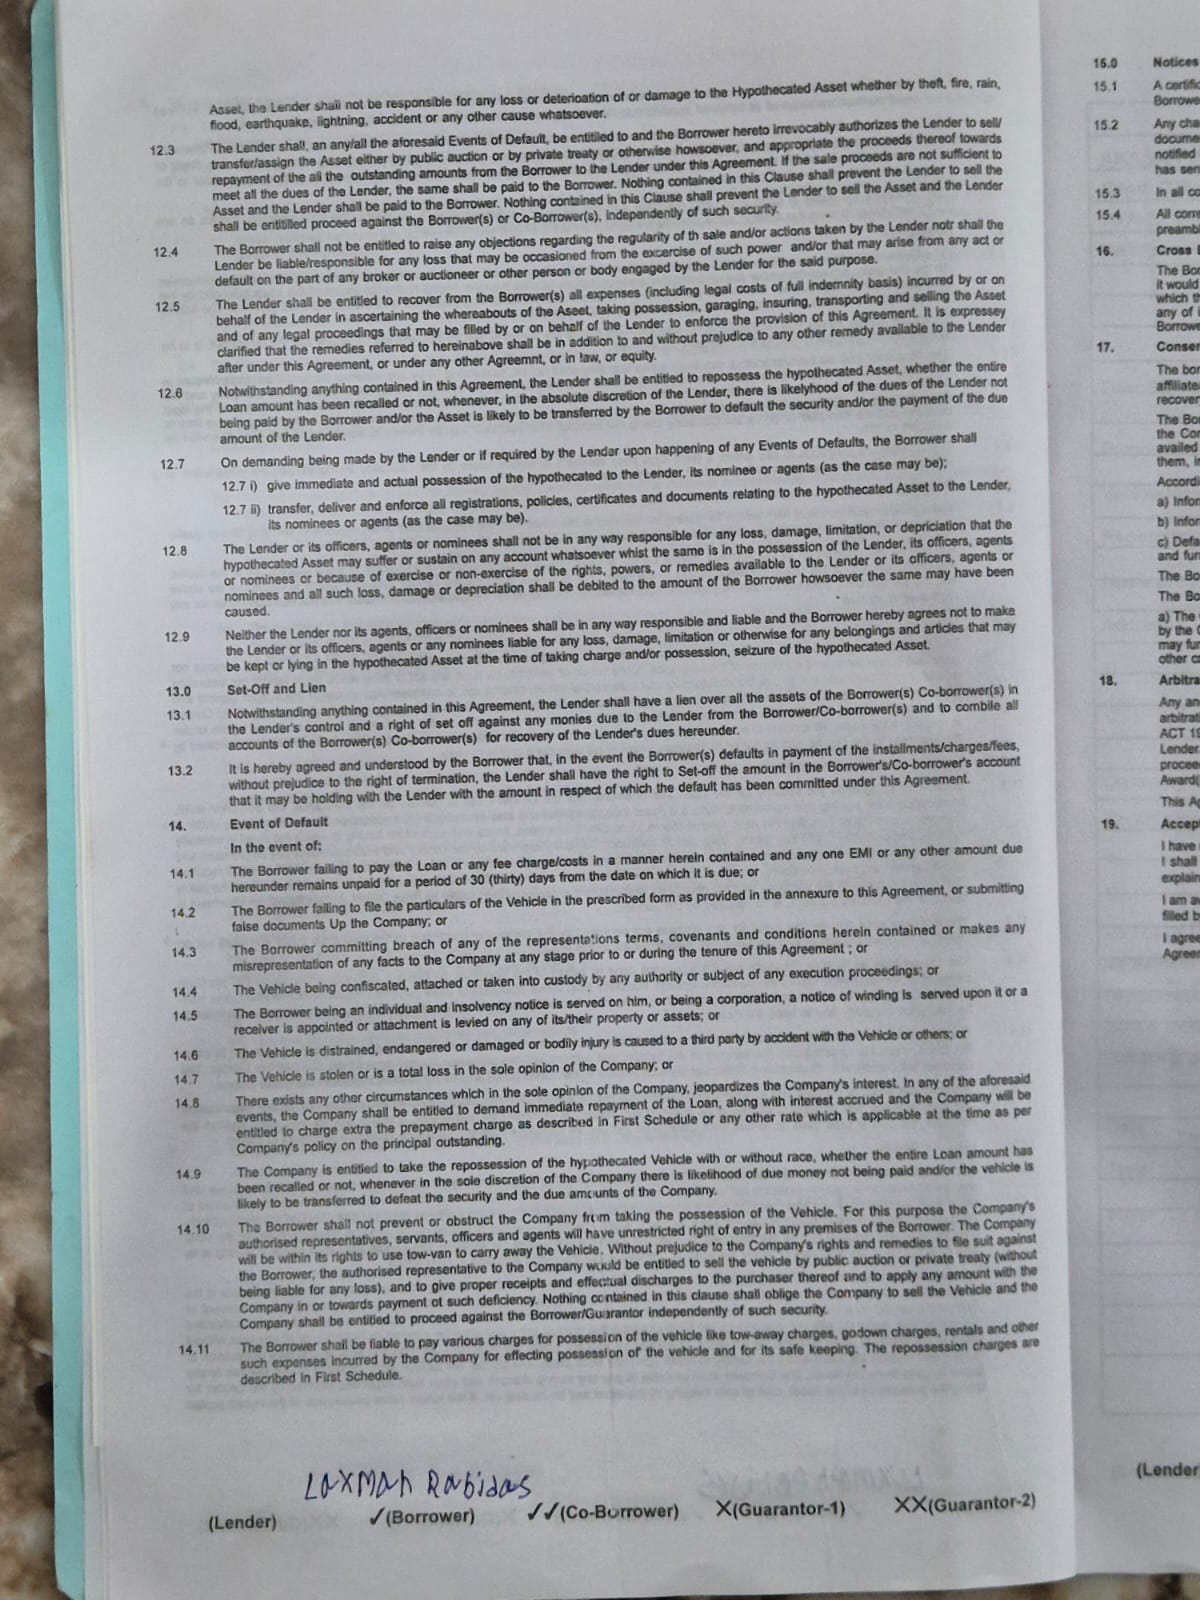 Asset, the Lender shall not be responsible for any loss or deterioation of or damage to the Hypothecated Asset whether by theft, fire, rain,
flood, earthquake, lightning, accident or any other cause whatsoever.
12.3 The Lender shall, an any/all the aforesaid Events of Default, be entitled to and the Borrower hereto irrevocably authorizes the Lender to sell/
transfer/assign the Asset either by public auction or by private treaty or otherwise howsoever, and appropriate the proceeds thereof towards
repayment of the all the outstanding amounts from the Borrower to the Lender under this Agreement. If the sale proceeds are not sufficient to
meet all the dues of the Lender, the same shall be paid to the Borrower. Nothing contained in this Clause shall prevent the Lender to sell the
Asset and the Lender shall be paid to the Borrower. Nothing contained in this Clause shall prevent the Lender to sell the Asset and the Lender
shall be entitilled proceed against the Borrower(s) or Co-Borrower(s), Independently of such security.
12.4 The Borrower shall not be entitled to raise any objections regarding the regularity of th sale and/or actions taken by the Lender notr shall the
Lender be liable/responsible for any loss that may be occasioned from the excercise of such power and/or that may arise from any act or
default on the part of any broker or auctioneer or other person or body engaged by the Lender for the said purpose.
12.5 The Lender shall be entitled to recover from the Borrower(s) all expenses (including legal costs of full indemnity basis) incurred by or on
behalf of the Lender in ascertaining the whereabouts of the Aseet, taking possession, garaging, insuring, transporting and selling the Asset
and of any legal proceedings that may be filled by or on behalf of the Lender to enforce the provision of this Agreement. It is expressey
clarified that the remedies referred to hereinabove shall be in addition to and without prejudice to any other remedy available to the Lender
after under this Agreement, or under any other Agreemnt, or in law, or equity.
12.6 Notwithstanding anything contained in this Agreement, the Lender shall be entitled to repossess the hypothecated Asset, whether the entire
Loan amount has been recalled or not, whenever, in the absolute discretion of the Lender, there is likelyhood of the dues of the Lender not
being paid by the Borrower and/or the Asset is likely to be transferred by the Borrower to default the security and/or the payment of the due
amount of the Lender.
12.7 On demanding being made by the Lender or if required by the Lender upon happening of any Events of Defaults, the Borrower shall
12.7 i) give immediate and actual possession of the hypothecated to the Lender, its nominee or agents (as the case may be);
12.7 ii) transfer, deliver and enforce all registrations, policies, certificates and documents relating to the hypothecated Asset to the Lender,
its nominees or agents (as the case may be).
12.8 The Lender or its officers, agents or nominees shall not be in any way responsible for any loss, damage, limitation, or depriciation that the
hypothecated Asset may suffer or sustain on any account whatsoever whist the same is in the possession of the Lender, its officers, agents
or nominees or because of exercise or non-exercise of the rights, powers, or remedies available to the Lender or its officers, agents or
nominees and all such loss, damage or depreciation shall be debited to the amount of the Borrower howsoever the same may have been
caused.
12.9 Neither the Lender nor its agents, officers or nominees shall be in any way responsible and liable and the Borrower hereby agrees not to make
the Lender or its officers, agents or any nominees liable for any loss, damage, limitation or otherwise for any belongings and articles that may
be kept or lying in the hypothecated Asset at the time of taking charge and/or possession, seizure of the hypothecated Asset.
13.0 Set-Off and Lien
13.1 Notwithstanding anything contained in this Agreement, the Lender shall have a lien over all the assets of the Borrower(s) Co-borrower(s) in
the Lender's control and a right of set off against any monies due to the Lender from the Borrower/Co-borrower(s) and to combile all
accounts of the Borrower(s) Co-borrower(s) for recovery of the Lender's dues hereunder.
13.2 It is hereby agreed and understood by the Borrower that, in the event the Borrower(s) defaults in payment of the installments/charges/fees,
without prejudice to the right of termination, the Lender shall have the right to Set-off the amount in the Borrower's/Co-borrower's account
that it may be holding with the Lender with the amount in respect of which the default has been committed under this Agreement.
14. Event of Default
In the event of:
14.1 The Borrower failing to pay the Loan or any fee charge/costs in a manner herein contained and any one EMI or any other amount due
hereunder remains unpaid for a period of 30 (thirty) days from the date on which it is due; or
14.2 The Borrower failing to file the particulars of the Vehicle in the prescribed form as provided in the annexure to this Agreement, or submitting
false documents Up the Company; or
14.3 The Borrower committing breach of any of the representations terms, covenants and conditions herein contained or makes any
misrepresentation of any facts to the Company at any stage prior to or during the tenure of this Agreement ; or
14.4 The Vehicle being confiscated, attached or taken into custody by any authority or subject of any execution proceedings; or
14.5 The Borrower being an individual and insolvency notice is served on him, or being a corporation, a notice of winding is served upon it or a
receiver is appointed or attachment is levied on any of its/their property or assets; or
14.6 The Vehicle is distrained, endangered or damaged or bodily injury is caused to a third party by accident with the Vehicle or others; or
14.7 The Vehicle is stolen or is a total loss in the sole opinion of the Company; or
14.8 There exists any other circumstances which in the sole opinion of the Company, jeopardizes the Company's interest. In any of the aforesaid
events, the Company shall be entitled to demand immediate repayment of the Loan, along with interest accrued and the Company will be
entitled to charge extra the prepayment charge as described in First Schedule or any other rate which is applicable at the time as per
Company's policy on the principal outstanding.
14.9 The Company is entitled to take the repossession of the hypothecated Vehicle with or without race, whether the entire Loan amount has
been recalled or not, whenever in the sole discretion of the Company there is likelihood of due money not being paid and/or the vehicle is
likely to be transferred to defeat the security and the due amounts of the Company.
14.10 The Borrower shall not prevent or obstruct the Company from taking the possession of the Vehicle. For this purpose the Company's
authorised representatives, servants, officers and agents will have unrestricted right of entry in any premises of the Borrower. The Company
will be within its rights to use tow-van to carry away the Vehicle. Without prejudice to the Company's rights and remedies to file suit against
the Borrower, the authorised representative to the Company would be entitled to sell the vehicle by public auction or private treaty (without
being liable for any loss), and to give proper receipts and effectual discharges to the purchaser thereof and to apply any amount with the
Company in or towards payment of such deficiency. Nothing contained in this clause shall oblige the Company to sell the Vehicle and the
Company shall be entitled to proceed against the Borrower/Guarantor independently of such security.
14.11 The Borrower shall be liable to pay various charges for possession of the vehicle like tow-away charges, godown charges, rentals and other
such expenses incurred by the Company for effecting possession of the vehicle and for its safe keeping. The repossession charges are
described in First Schedule.
Laxman Rabidas
(Lender) ✓(Borrower) ✓✓(Co-Borrower) X(Guarantor-1) XX(Guarantor-2)
15.0 Notices
15.1 A certific
Borrowe
15.2 Any cha
docume
notified
has sen
15.3 In all co
15.4 All com
preamb
16. Cross
The Bor
it would
which th
any of
Borrowe
17. Conser
The bor
affiliate
recover
The Bo
the Cor
availed
them, in
Accordi
a) Infor
b) Infor
c) Defa
and fur
The Bo
The Bo
a) The
by the
may fur
other c
18. Arbitra
Any an
arbitrat
ACT 19
Lender
procee
Award(
This Ag
19. Accept
I have
I shall
explain
I am a
filled b
I agree
Agreer
(Lender